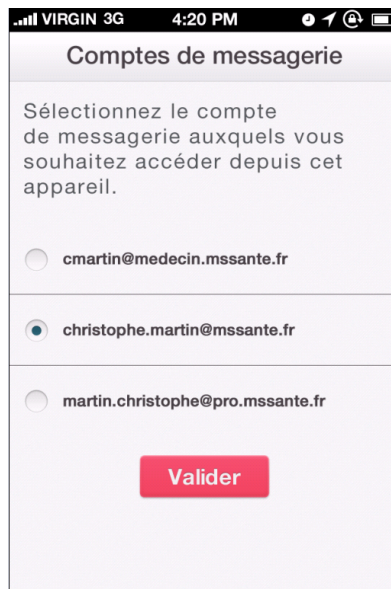 VIRGIN 3G 4:20 PM
Comptes de messagerie
Sélectionnez le compte
de messagerie auxquels vous
souhaitez accéder depuis cet
appareil.
cmartin@medecin.mssante.fr
christophe.martin@mssante.fr
martin.christophe@pro.mssante.fr
Valider